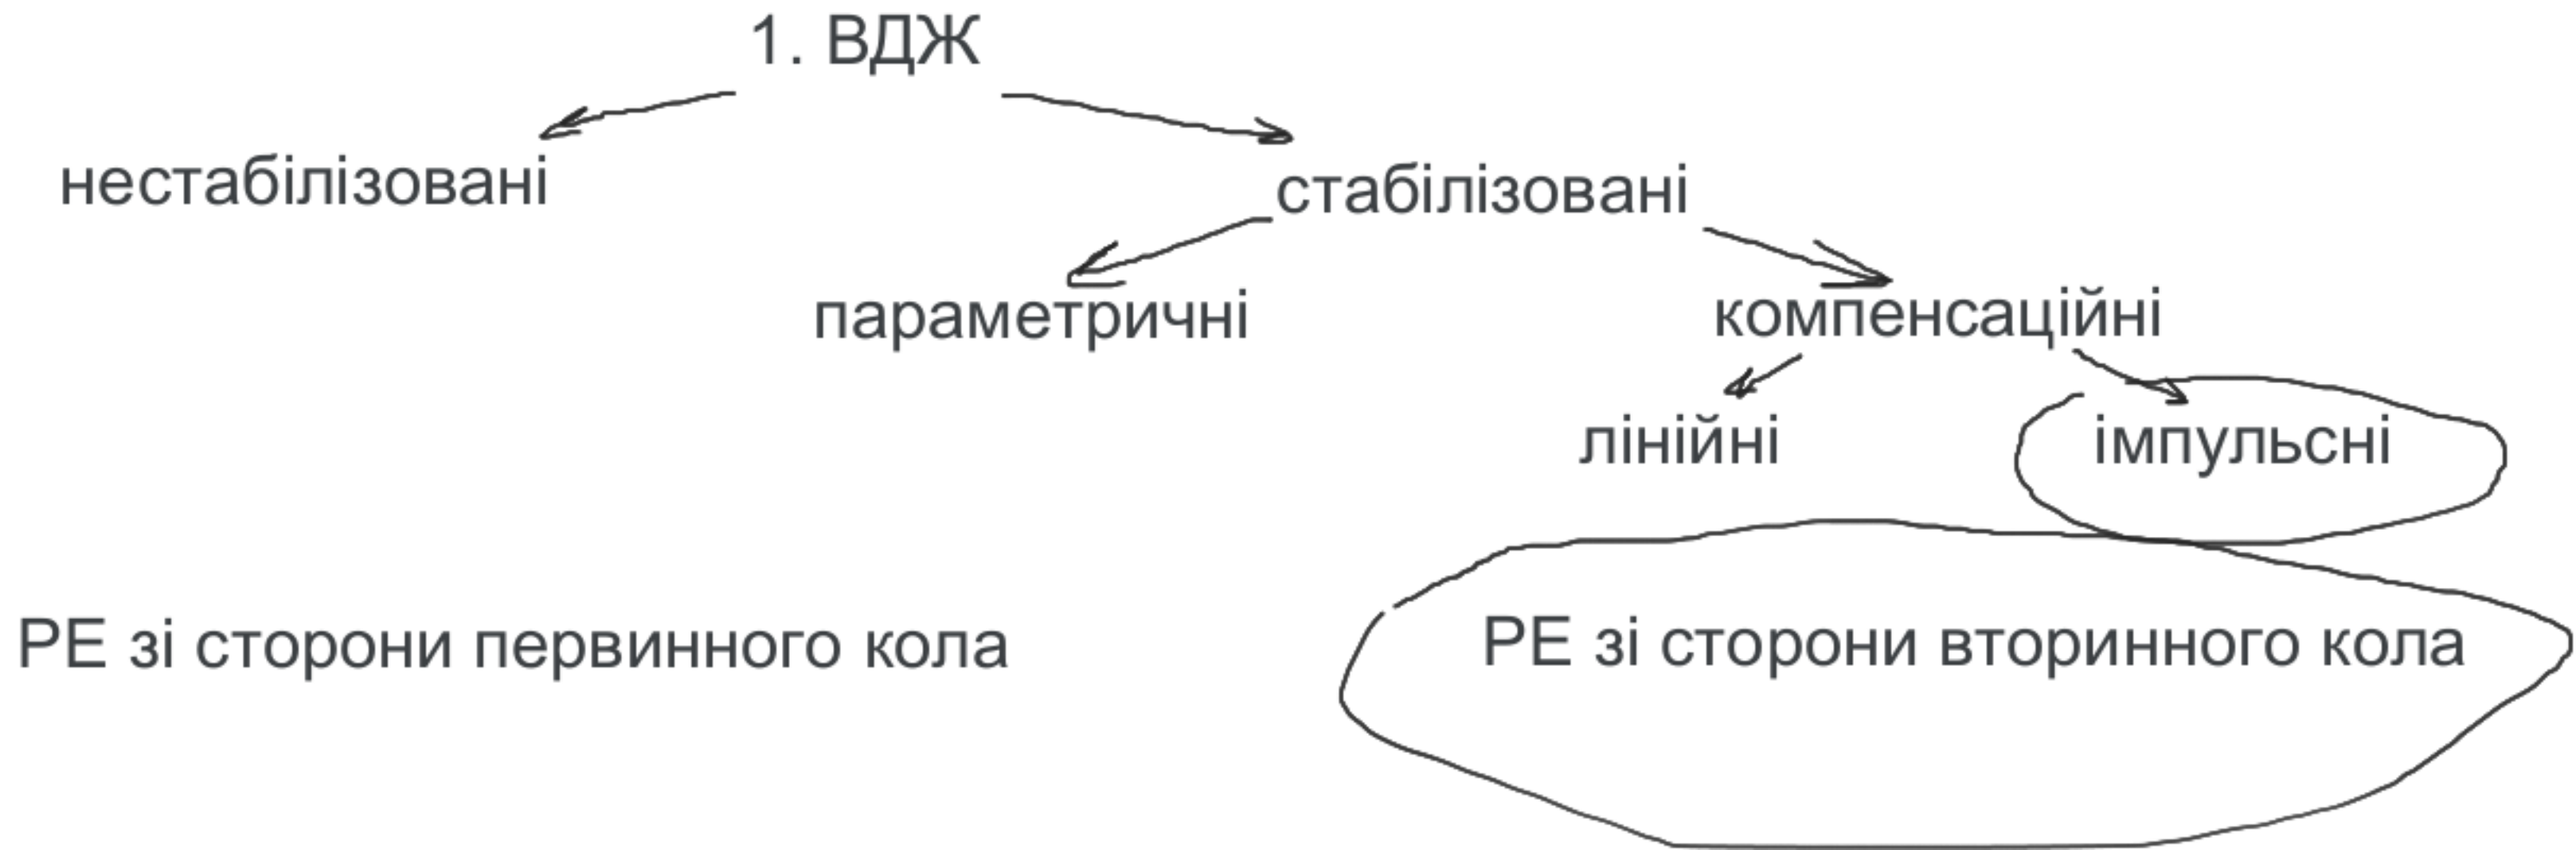 1. ВДЖ
нестабілізовані
стабілізовані
параметричні
компенсаційні
лінійні
імпульсні
РЕ зі сторони первинного кола
РЕ зі сторони вторинного кола